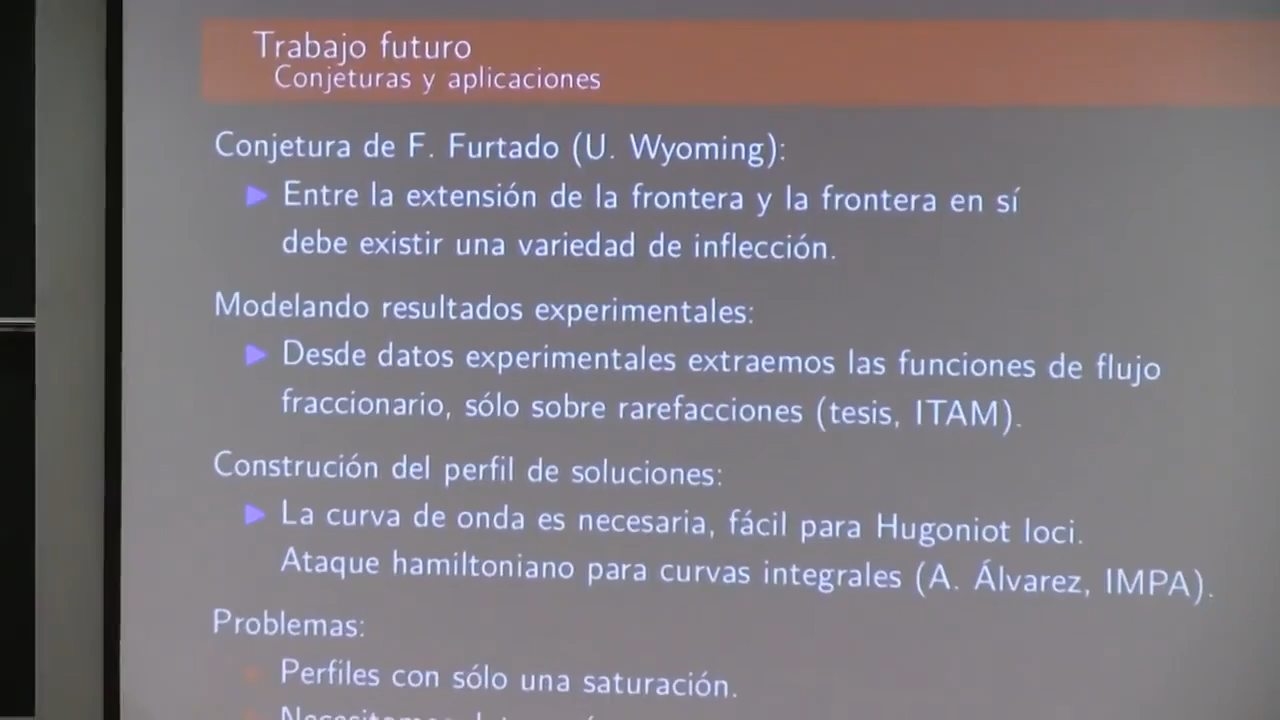 Trabajo futuro
Conjeturas y aplicaciones
Conjetura de F. Furtado (U. Wyoming):
Entre la extensión de la frontera y la frontera en sí
debe existir una variedad de inflección.
Modelando resultados experimentales:
Desde datos experimentales extraemos las funciones de flujo
fraccionario, sólo sobre rarefacciones (tesis, ITAM).
Construción del perfil de soluciones:
La curva de onda es necesaria, fácil para Hugoniot loci.
Ataque hamiltoniano para curvas integrales (A. Álvarez, IMPA).
Problemas:
Perfiles con sólo una saturación.